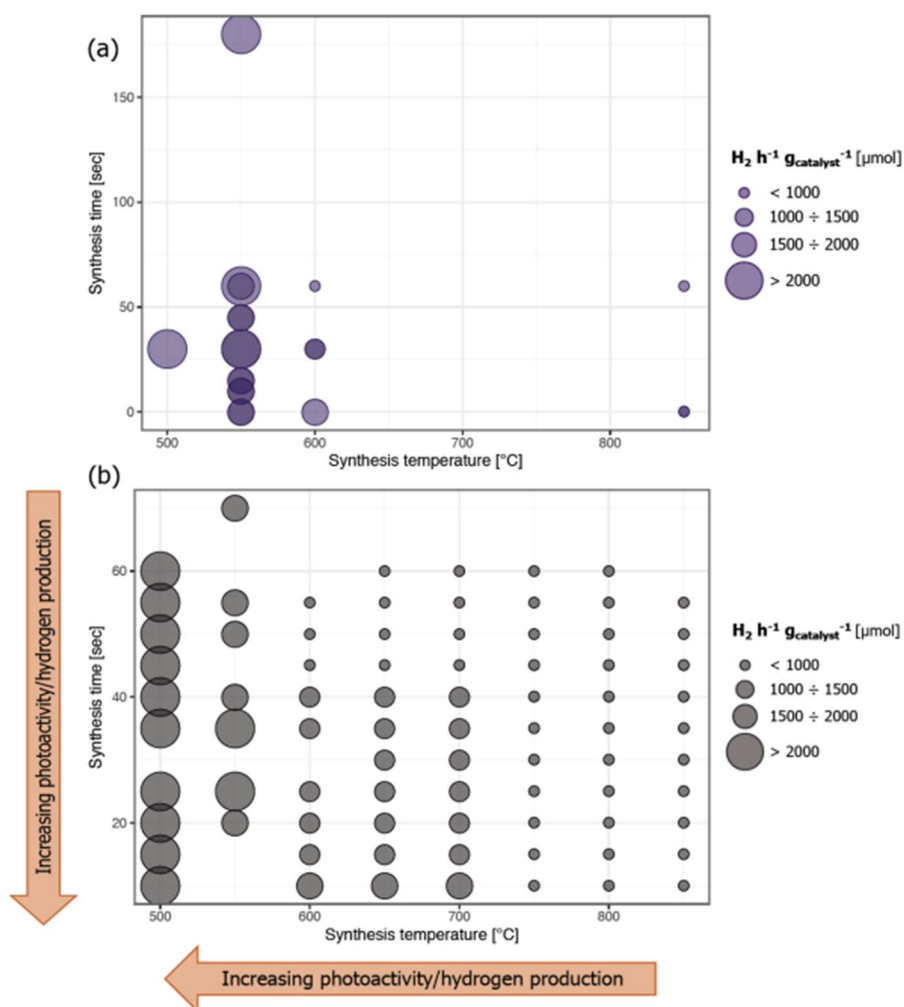 (a)
Synthesis time [sec]
150
100
50
0
500
600
700
800
Synthesis temperature [°C]
H₂ h⁻¹ g_catalyst⁻¹ [µmol]
< 1000
1000 ÷ 1500
1500 ÷ 2000
> 2000
(b)
Increasing photoactivity/hydrogen production
Synthesis time [sec]
60
40
20
500
600
700
800
Synthesis temperature [°C]
H₂ h⁻¹ g_catalyst⁻¹ [µmol]
< 1000
1000 ÷ 1500
1500 ÷ 2000
> 2000
Increasing photoactivity/hydrogen production